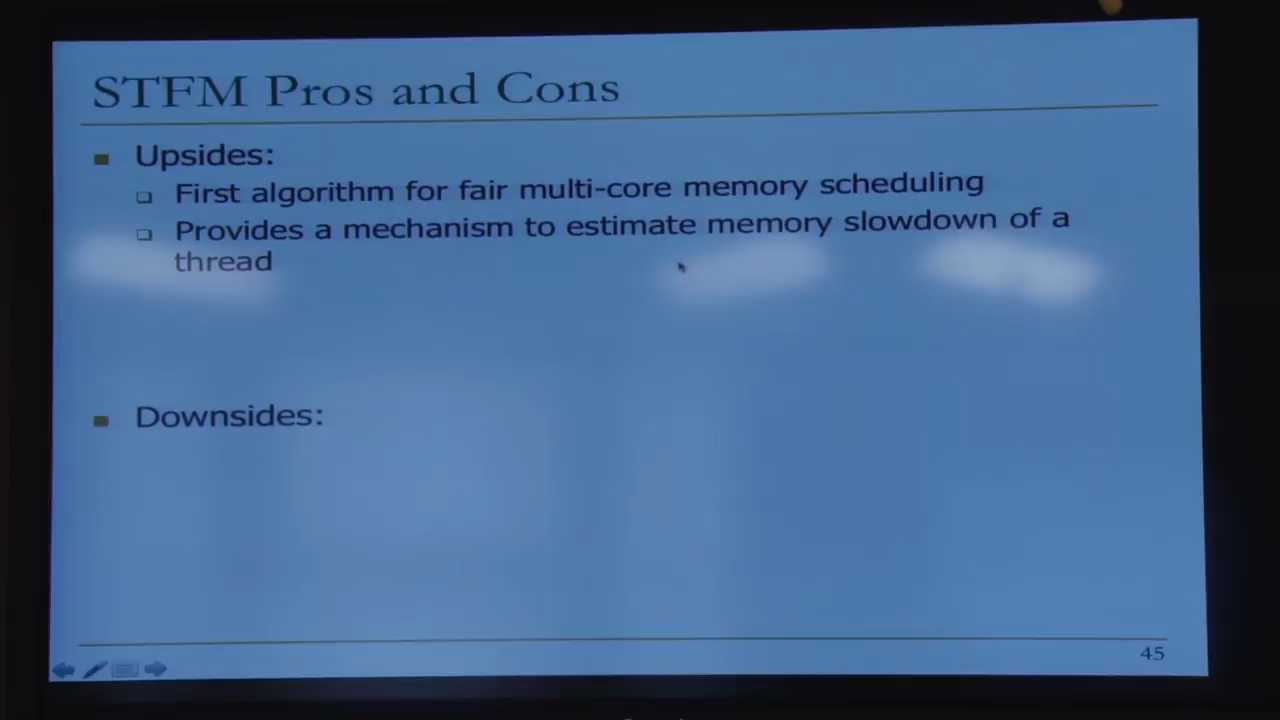 STFM Pros and Cons
Upsides:
First algorithm for fair multi-core memory scheduling
Provides a mechanism to estimate memory slowdown of a
thread
Downsides:
45